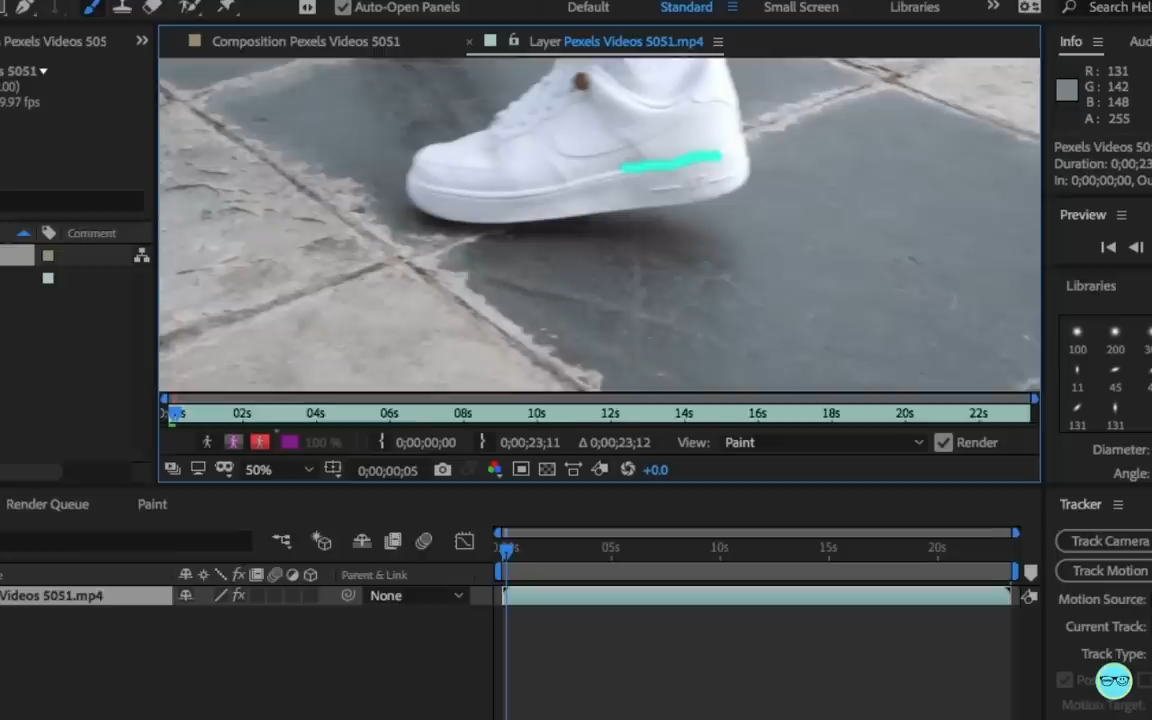 Auto-Open Panels
Default
Standard
Small Screen
Libraries
Search Hel
Pexels Videos 505
Composition Pexels Videos 5051
Layer Pexels Videos 5051.mp4
Info
Aud
s 5051
.00)
9.97 fps
R: 131
G: 142
B: 148
A: 255
Pexels Videos 50
Duration: 0;00;23
In: 0;00;00;00, Ou
Preview
Comment
Libraries
100 200
11 45
131 131
02s 04s 06s 08s 10s 12s 14s 16s 18s 20s 22s
100 %
0;00;00;00
0;00;23;11
Δ 0;00;23;12
View: Paint
Render
50%
0;00;00;05
+0.0
Diameter:
Angle:
Render Queue
Paint
Tracker
05s 10s 15s 20s
Track Camera
Track Motion
Parent & Link
Videos 5051.mp4
None
Motion Source:
Current Track:
Track Type:
Motion Target: